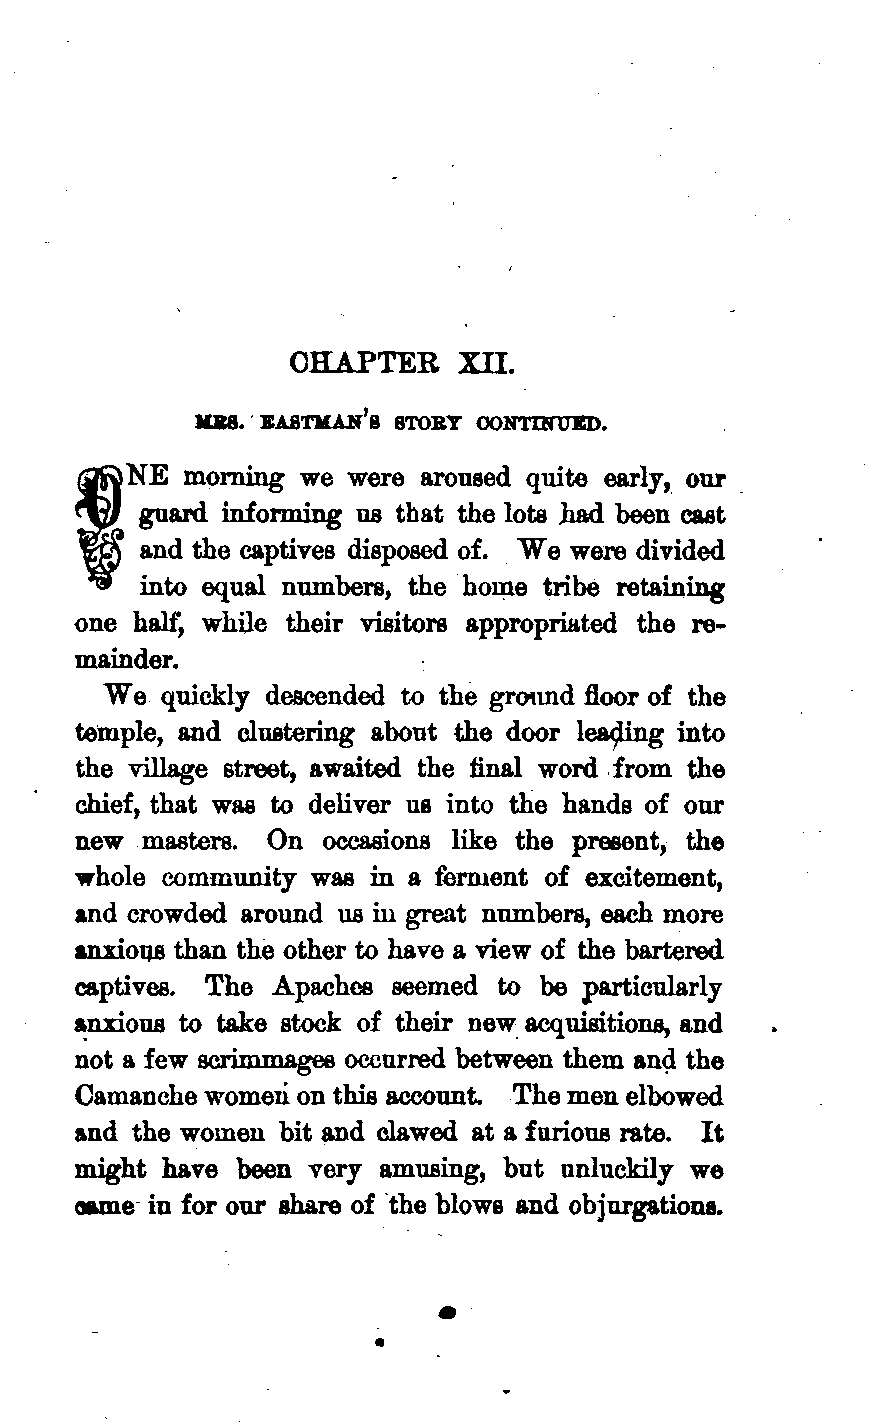 CHAPTER XII.
MRS. EASTMAN'S STORY CONTINUED.
ONE morning we were aroused quite early, our
guard informing us that the lots had been cast
and the captives disposed of. We were divided
into equal numbers, the home tribe retaining
one half, while their visitors appropriated the re-
mainder.
We quickly descended to the ground floor of the
temple, and clustering about the door leading into
the village street, awaited the final word from the
chief, that was to deliver us into the hands of our
new masters. On occasions like the present, the
whole community was in a ferment of excitement,
and crowded around us in great numbers, each more
anxious than the other to have a view of the bartered
captives. The Apaches seemed to be particularly
anxious to take stock of their new acquisitions, and
not a few scrimmages occurred between them and the
Camanche women on this account. The men elbowed
and the women bit and clawed at a furious rate. It
might have been very amusing, but unluckily we
came in for our share of the blows and objurgations.